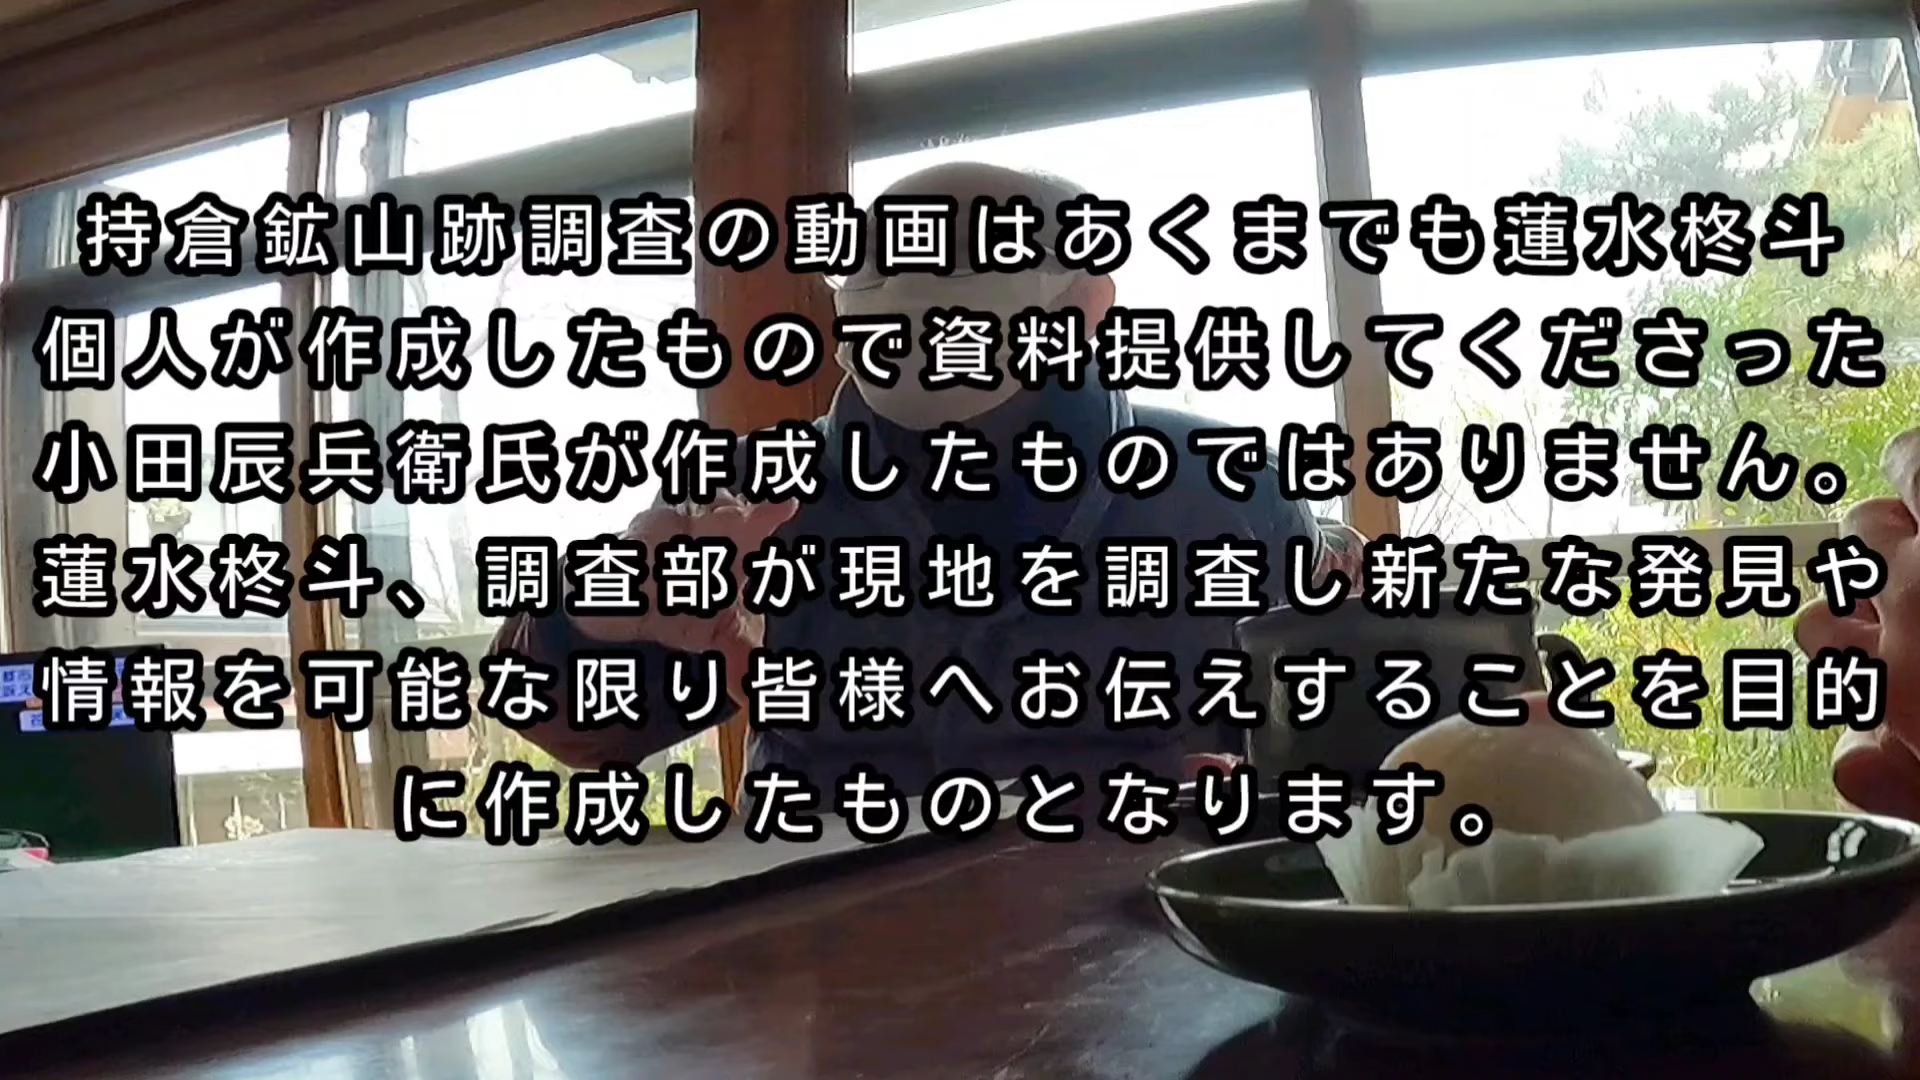 持倉鉱山跡調査の動画はあくまでも蓮水柊斗
個人が作成したもので資料提供してくださった
小田辰兵衛氏が作成したものではありません。
蓮水柊斗、調査部が現地を調査し新たな発見や
情報を可能な限り皆様へお伝えすることを目的
に作成したものとなります。